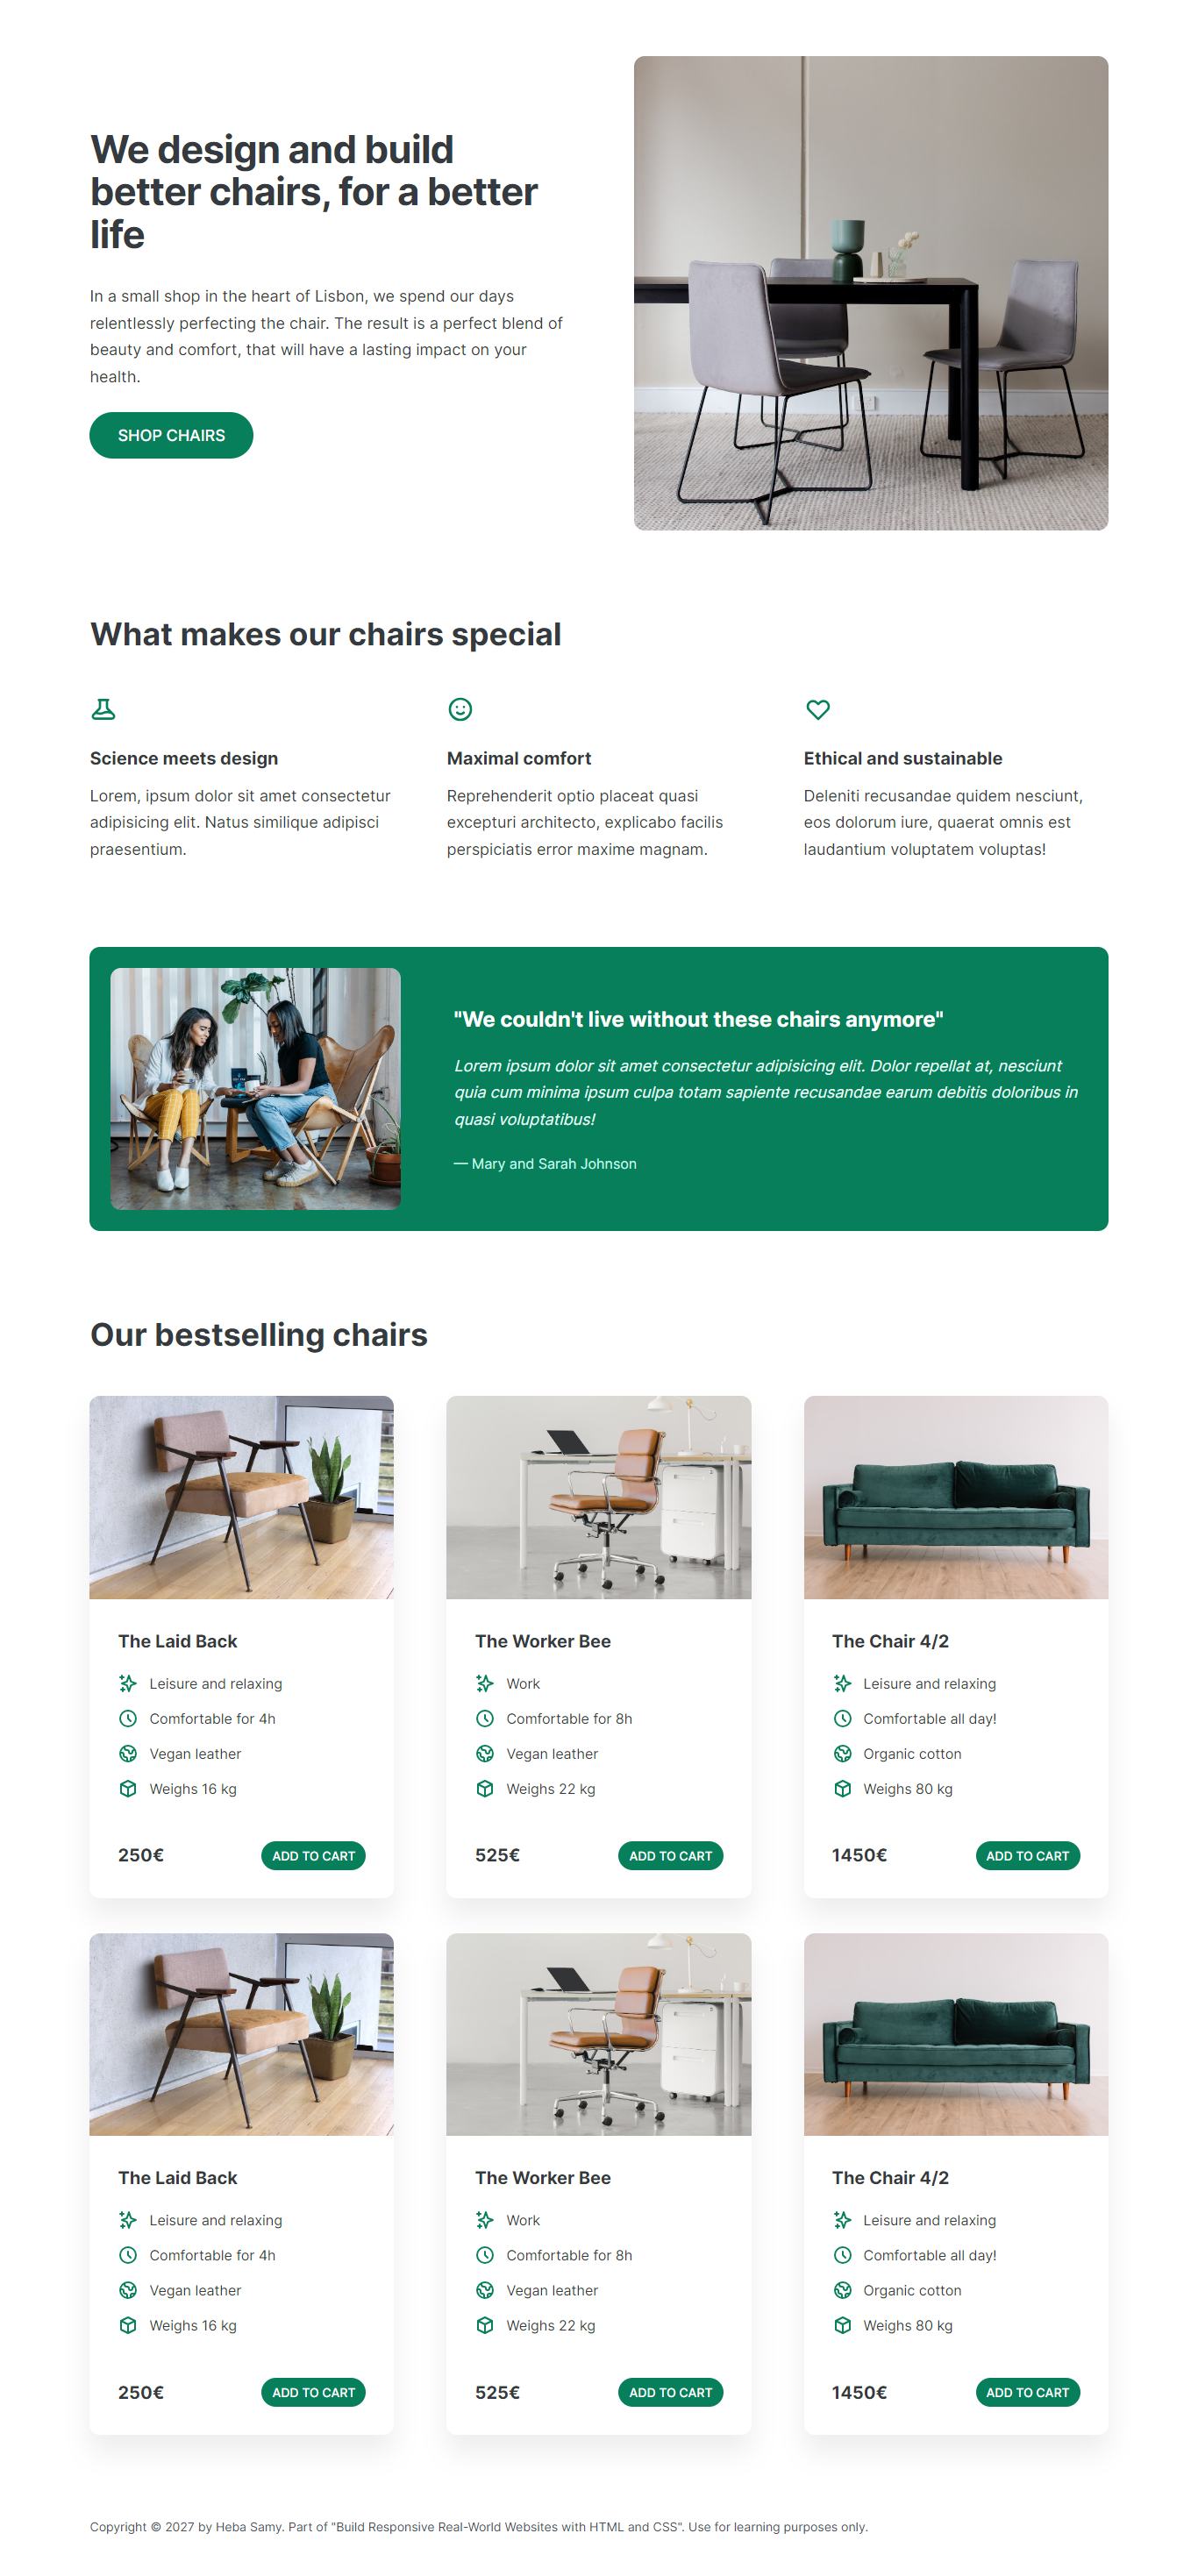 We design and build
better chairs, for a better
life
In a small shop in the heart of Lisbon, we spend our days
relentlessly perfecting the chair. The result is a perfect blend of
beauty and comfort, that will have a lasting impact on your
health.
SHOP CHAIRS
What makes our chairs special
Science meets design
Lorem, ipsum dolor sit amet consectetur
adipisicing elit. Natus similique adipisci
praesentium.
Maximal comfort
Reprehenderit optio placeat quasi
excepturi architecto, explicabo facilis
perspiciatis error maxime magnam.
Ethical and sustainable
Deleniti recusandae quidem nesciunt,
eos dolorum iure, quaerat omnis est
laudantium voluptatem voluptas!
"We couldn't live without these chairs anymore"
Lorem ipsum dolor sit amet consectetur adipisicing elit. Dolor repellat at, nesciunt
quia cum minima ipsum culpa totam sapiente recusandae earum debitis doloribus in
quasi voluptatibus!
— Mary and Sarah Johnson
Our bestselling chairs
The Laid Back
Leisure and relaxing
Comfortable for 4h
Vegan leather
Weighs 16 kg
250€
ADD TO CART
The Worker Bee
Work
Comfortable for 8h
Vegan leather
Weighs 22 kg
525€
ADD TO CART
The Chair 4/2
Leisure and relaxing
Comfortable all day!
Organic cotton
Weighs 80 kg
1450€
ADD TO CART
The Laid Back
Leisure and relaxing
Comfortable for 4h
Vegan leather
Weighs 16 kg
250€
ADD TO CART
The Worker Bee
Work
Comfortable for 8h
Vegan leather
Weighs 22 kg
525€
ADD TO CART
The Chair 4/2
Leisure and relaxing
Comfortable all day!
Organic cotton
Weighs 80 kg
1450€
ADD TO CART
Copyright © 2027 by Heba Samy. Part of "Build Responsive Real-World Websites with HTML and CSS". Use for learning purposes only.